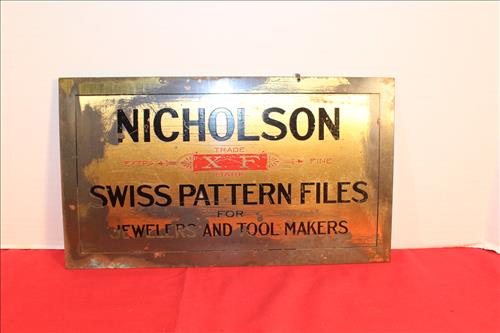 NICHOLSON
TRADE
EXTRA X-F FINE
MARK
SWISS PATTERN FILES
FOR
JEWELERS AND TOOL MAKERS